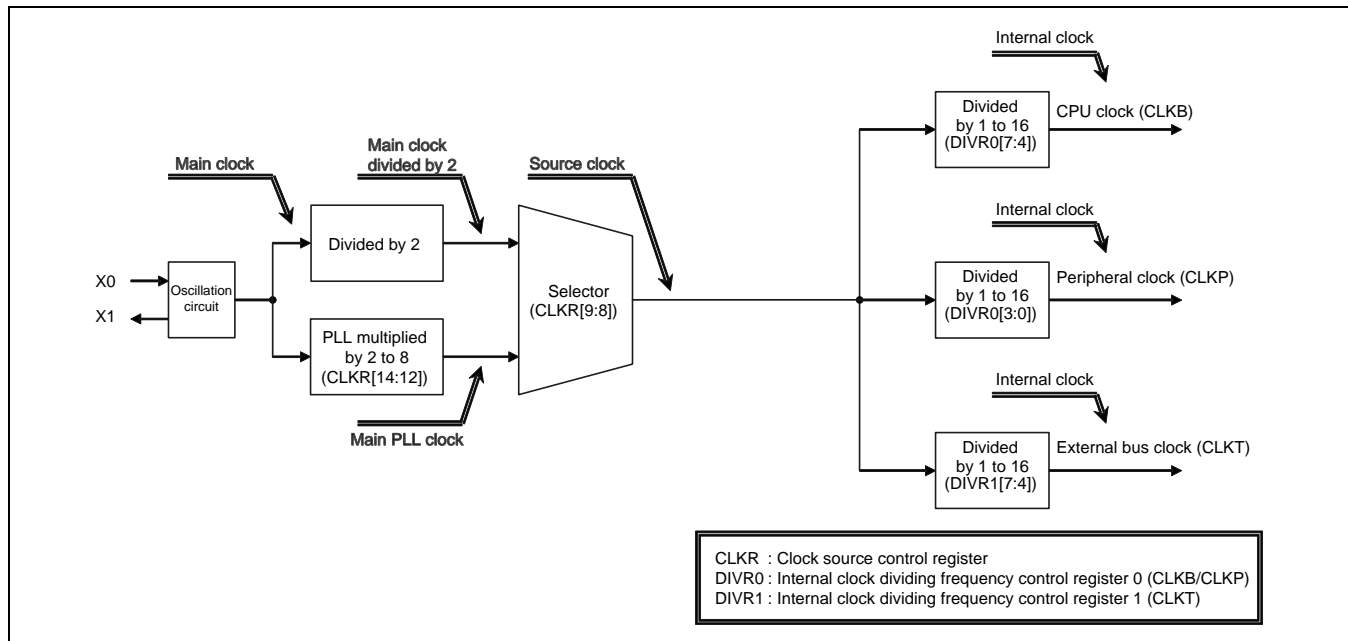 Internal clock
Divided
by 1 to 16
(DIVR0[7:4])
CPU clock (CLKB)
Main clock
Main clock
divided by 2
Source clock
Divided by 2
Internal clock
X0
X1
Oscillation
circuit
Selector
(CLKR[9:8])
Divided
by 1 to 16
(DIVR0[3:0])
Peripheral clock (CLKP)
PLL multiplied
by 2 to 8
(CLKR[14:12])
Main PLL clock
Internal clock
Divided
by 1 to 16
(DIVR1[7:4])
External bus clock (CLKT)
CLKR : Clock source control register
DIVR0 : Internal clock dividing frequency control register 0 (CLKB/CLKP)
DIVR1 : Internal clock dividing frequency control register 1 (CLKT)